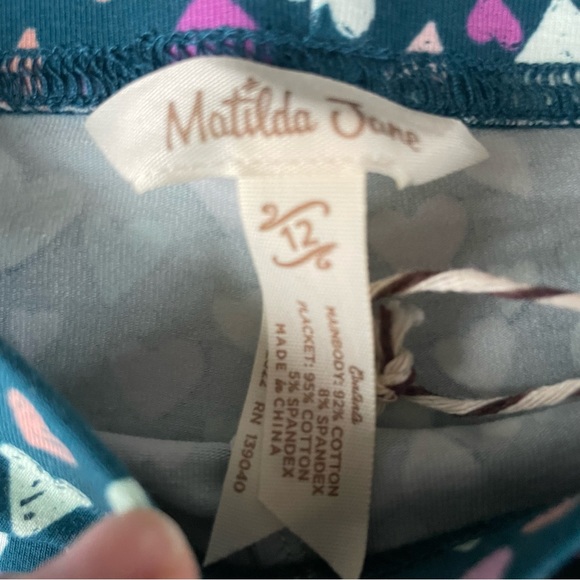 Matilda Jane
12
MAINBODY: 92% COTTON
8% SPANDEX
PLACKET: 95% COTTON
5% SPANDEX
MADE in CHINA
RN 139040